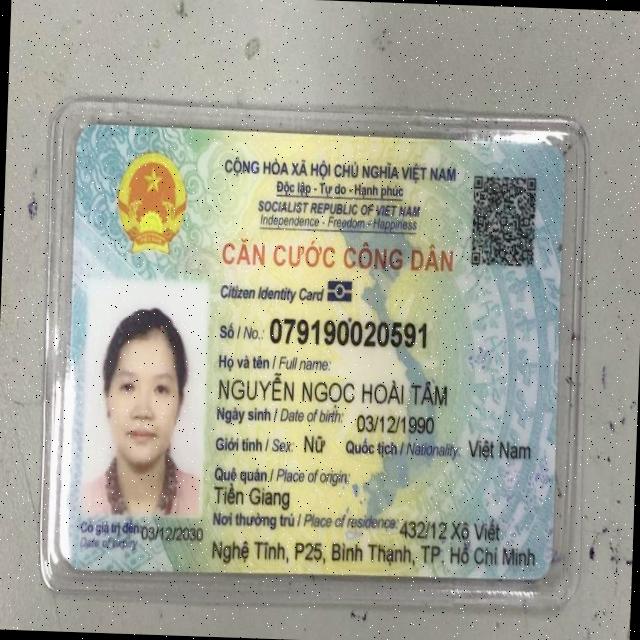 CỘNG HÒA XÃ HỘI CHỦ NGHĨA VIỆT NAM
Độc lập - Tự do - Hạnh phúc
SOCIALIST REPUBLIC OF VIET NAM
Independence - Freedom - Happiness
CĂN CƯỚC CÔNG DÂN
Citizen Identity Card
Số / No.: 079190020591
Họ và tên / Full name:
NGUYỄN NGỌC HOÀI TÂM
Ngày sinh / Date of birth: 03/12/1990
Giới tính / Sex: Nữ Quốc tịch / Nationality: Việt Nam
Quê quán / Place of origin:
Tiền Giang
Nơi thường trú / Place of residence: 432/12 Xô Viết
Nghệ Tĩnh, P25, Bình Thạnh, TP. Hồ Chí Minh
Có giá trị đến: 03/12/2030
Date of expiry